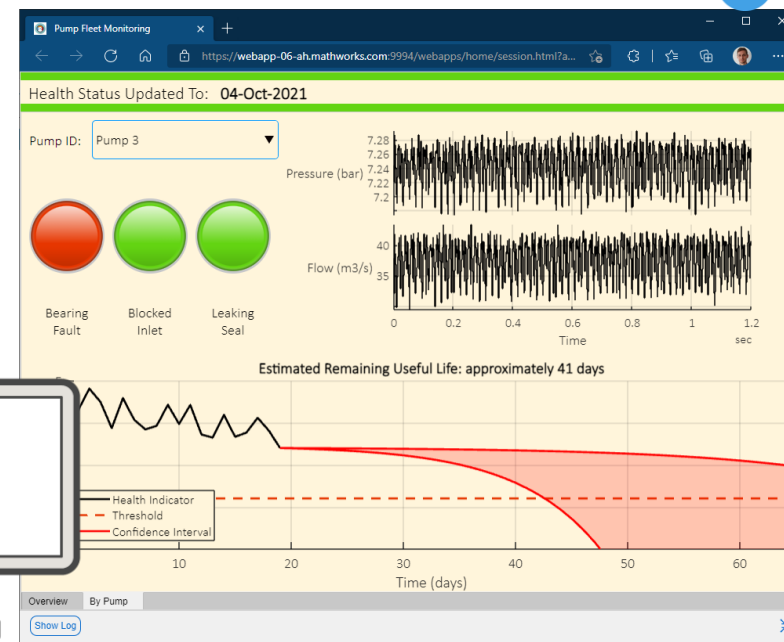 Pump Fleet Monitoring
https://webapp-06-ah.mathworks.com:9994/webapps/home/session.html?a...
Health Status Updated To: 04-Oct-2021
Pump ID: Pump 3
Pressure (bar)
7.28
7.26
7.24
7.22
7.2
Flow (m3/s)
40
35
0 0.2 0.4 0.6 0.8 1 1.2
Time sec
Bearing Fault
Blocked Inlet
Leaking Seal
Estimated Remaining Useful Life: approximately 41 days
Health Indicator
Threshold
Confidence Interval
10 20 30 40 50 60
Time (days)
Overview By Pump
Show Log